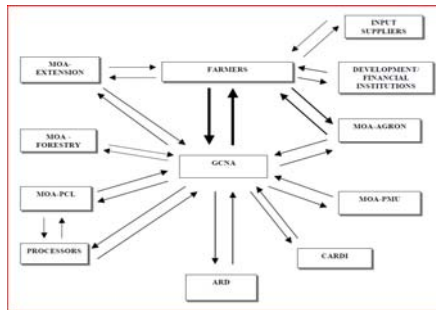 INPUT
SUPPLIERS
MOA-
EXTENSION
FARMERS
DEVELOPMENT/
FINANCIAL
INSTITUTIONS
MOA-AGRON
MOA -
FORESTRY
GCNA
MOA-PCL
MOA-PMU
PROCESSORS
CARDI
ARD